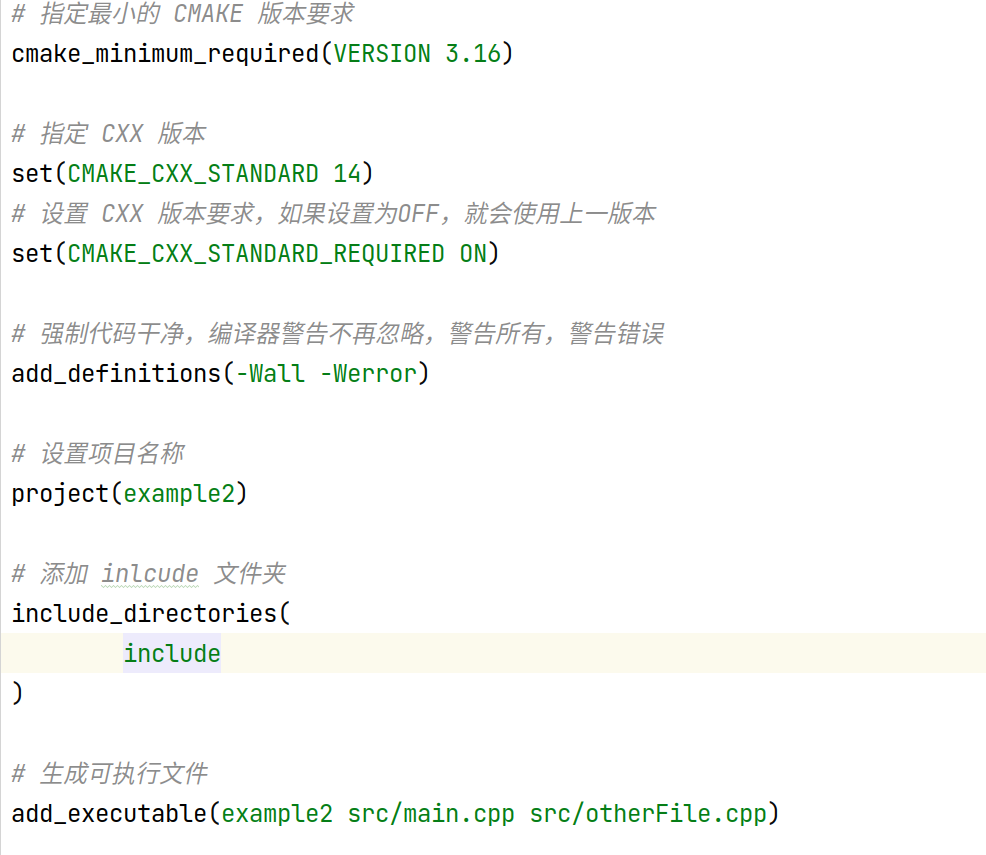 # 指定最小的 CMAKE 版本要求
cmake_minimum_required(VERSION 3.16)
# 指定 CXX 版本
set(CMAKE_CXX_STANDARD 14)
# 设置 CXX 版本要求，如果设置为OFF，就会使用上一版本
set(CMAKE_CXX_STANDARD_REQUIRED ON)
# 强制代码干净，编译器警告不再忽略，警告所有，警告错误
add_definitions(-Wall -Werror)
# 设置项目名称
project(example2)
# 添加 inlcude 文件夹
include_directories(
include
)
# 生成可执行文件
add_executable(example2 src/main.cpp src/otherFile.cpp)